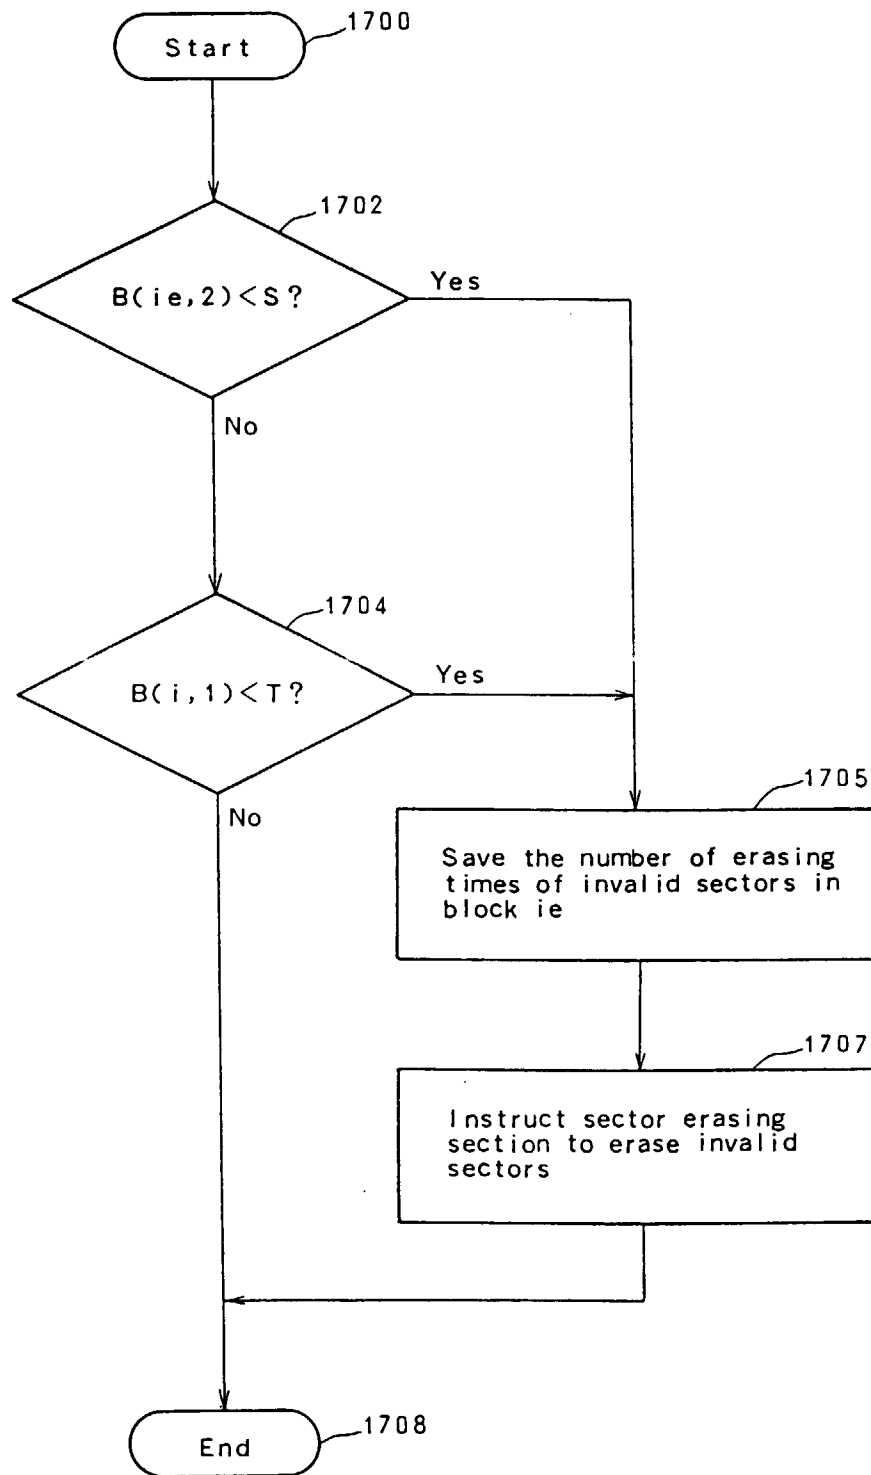 Start
1700
1702
B(ie,2)<S?
Yes
No
1704
B(i,1)<T?
Yes
No
1705
Save the number of erasing
times of invalid sectors in
block ie
1707
Instruct sector erasing
section to erase invalid
sectors
End
1708